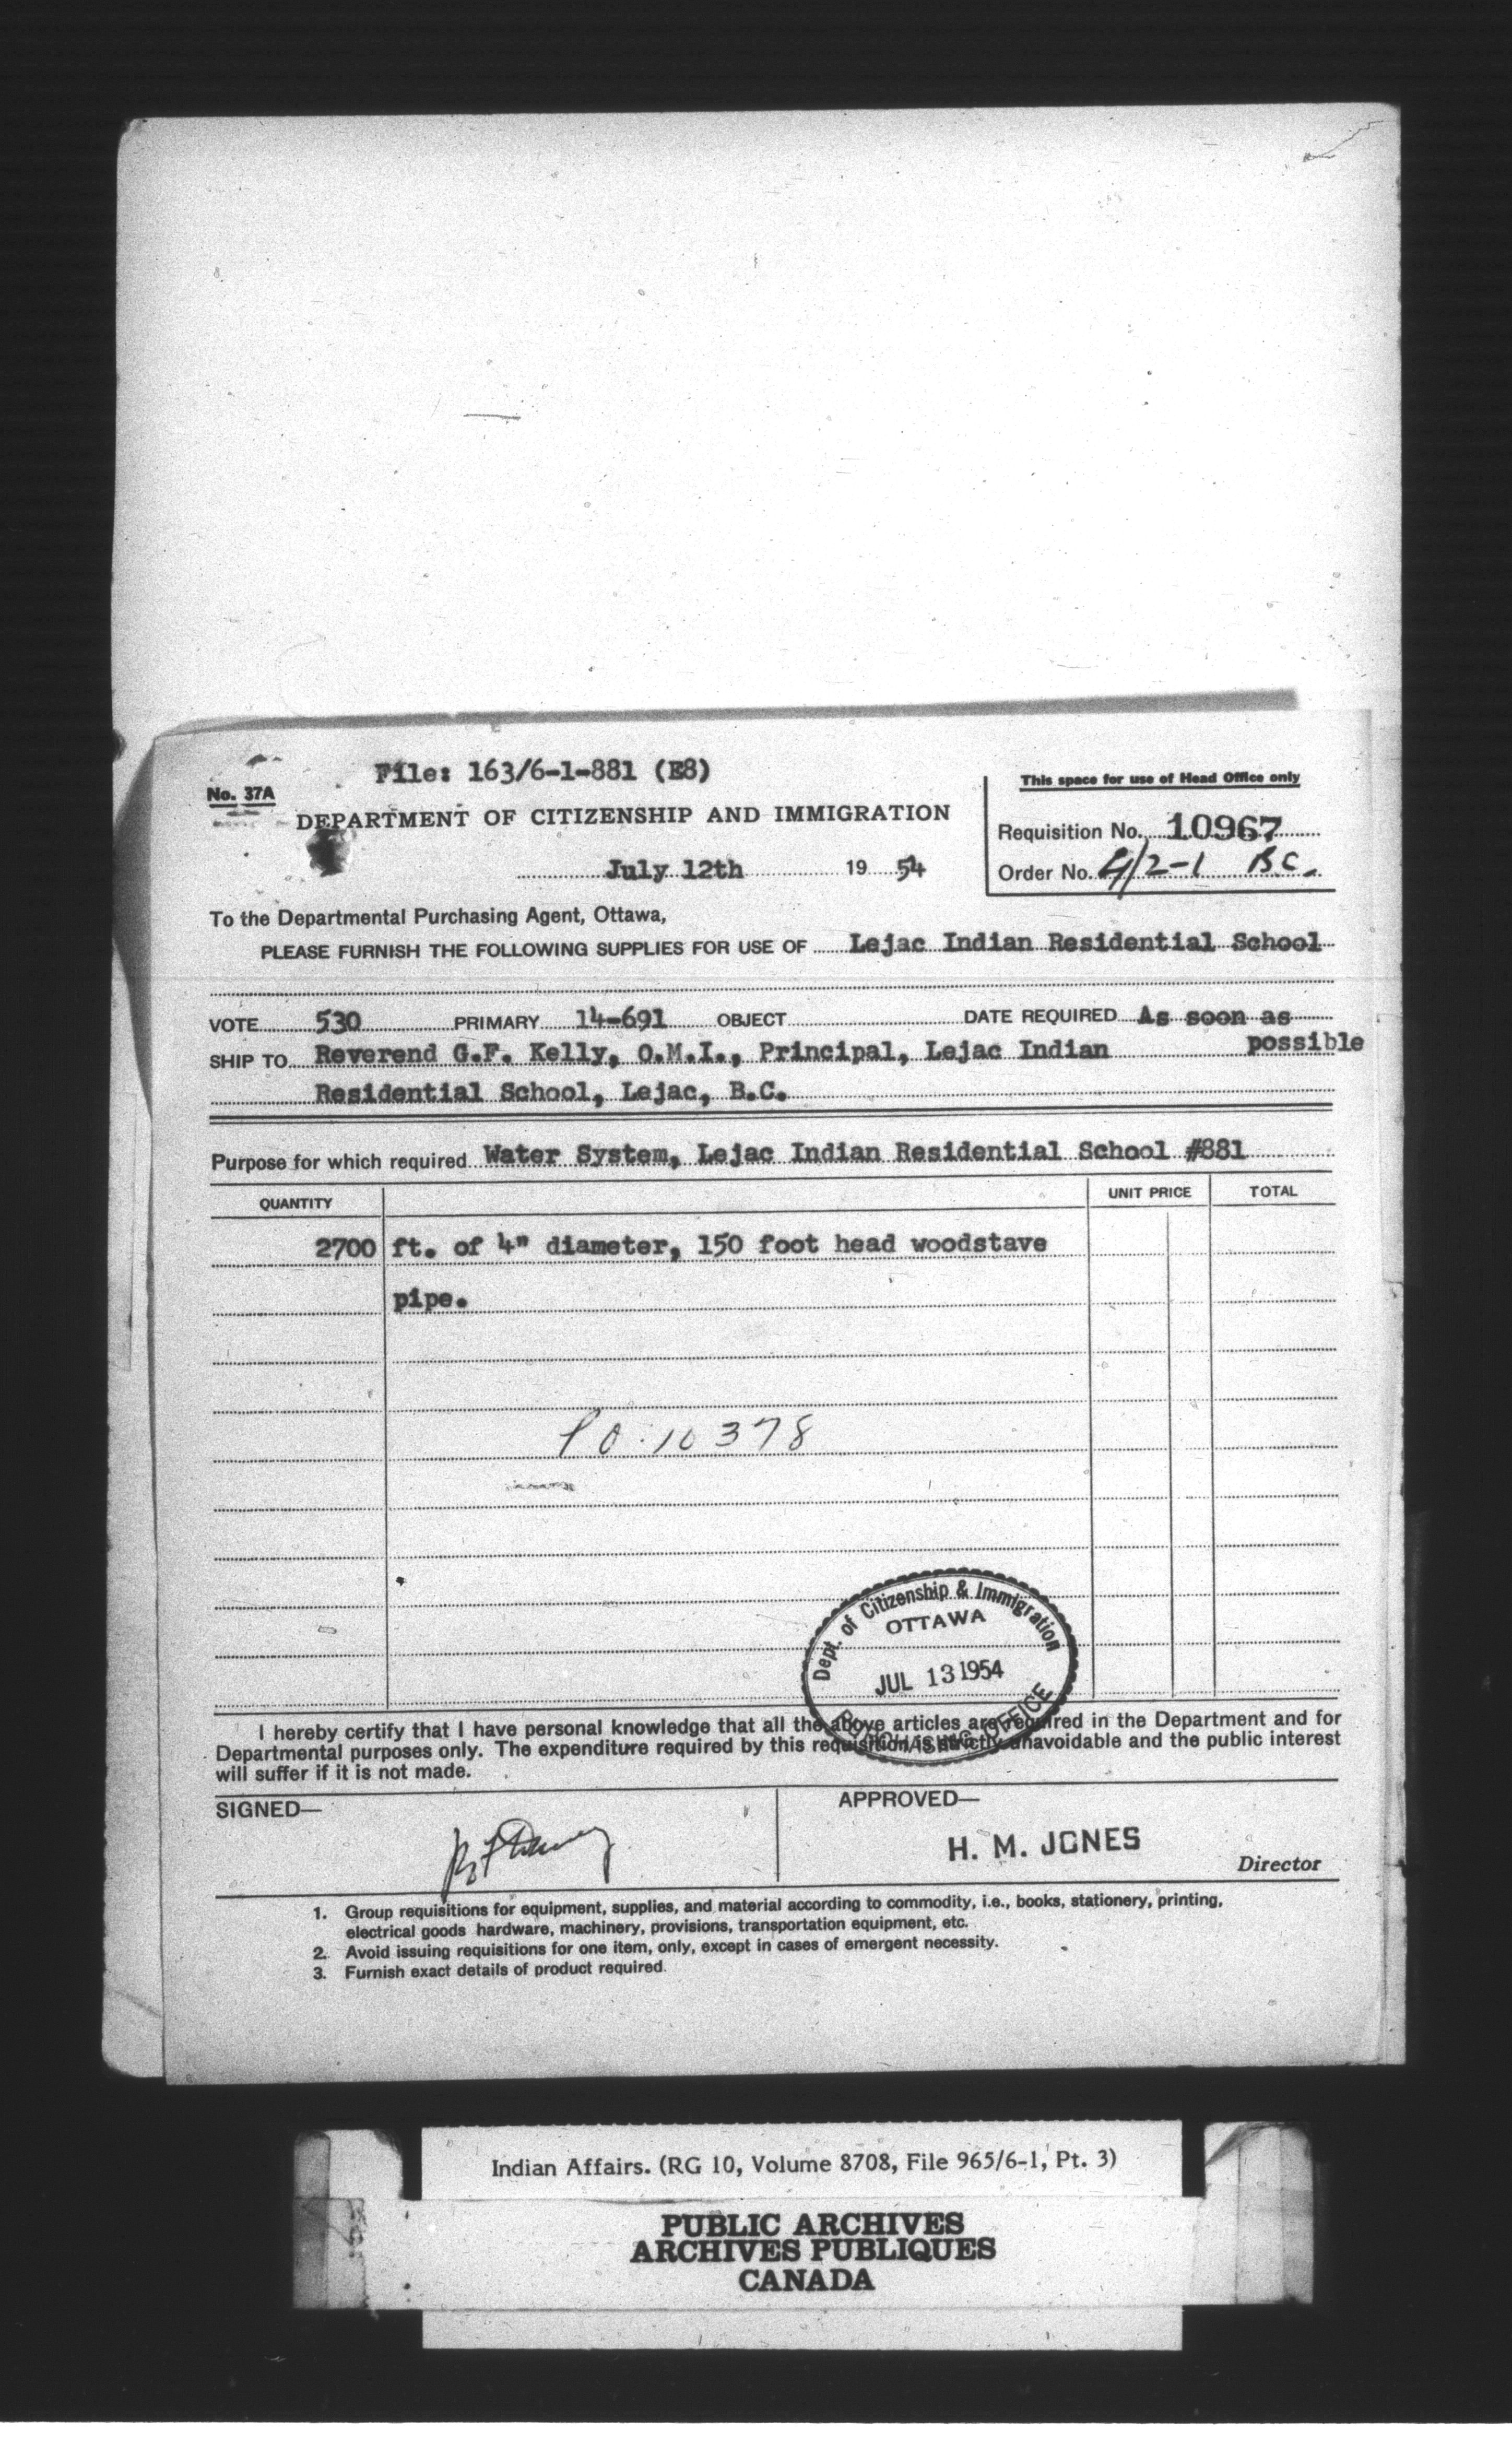 File: 163/6-1-881 (E8)
No. 37A
DEPARTMENT OF CITIZENSHIP AND IMMIGRATION
July 12th 19 54
This space for use of Head Office only
Requisition No. 10967
Order No. 4/2-1 B.C.
To the Departmental Purchasing Agent, Ottawa,
PLEASE FURNISH THE FOLLOWING SUPPLIES FOR USE OF Lejac Indian Residential School
VOTE 530 PRIMARY 14-691 OBJECT DATE REQUIRED As soon as possible
SHIP TO Reverend G.F. Kelly, O.M.I., Principal, Lejac Indian
Residential School, Lejac, B.C.
Purpose for which required Water System, Lejac Indian Residential School #881
QUANTITY UNIT PRICE TOTAL
2700 ft. of 4" diameter, 150 foot head woodstave
pipe.
PO. 10378
Dept. of Citizenship & Immigration
OTTAWA
JUL 13 1954
PURCHASING OFFICE
I hereby certify that I have personal knowledge that all the above articles are required in the Department and for
Departmental purposes only. The expenditure required by this requisition is strictly unavoidable and the public interest
will suffer if it is not made.
SIGNED—
APPROVED—
H. M. JONES
Director
1. Group requisitions for equipment, supplies, and material according to commodity, i.e., books, stationery, printing,
electrical goods hardware, machinery, provisions, transportation equipment, etc.
2. Avoid issuing requisitions for one item, only, except in cases of emergent necessity.
3. Furnish exact details of product required.
Indian Affairs. (RG 10, Volume 8708, File 965/6-1, Pt. 3)
PUBLIC ARCHIVES
ARCHIVES PUBLIQUES
CANADA